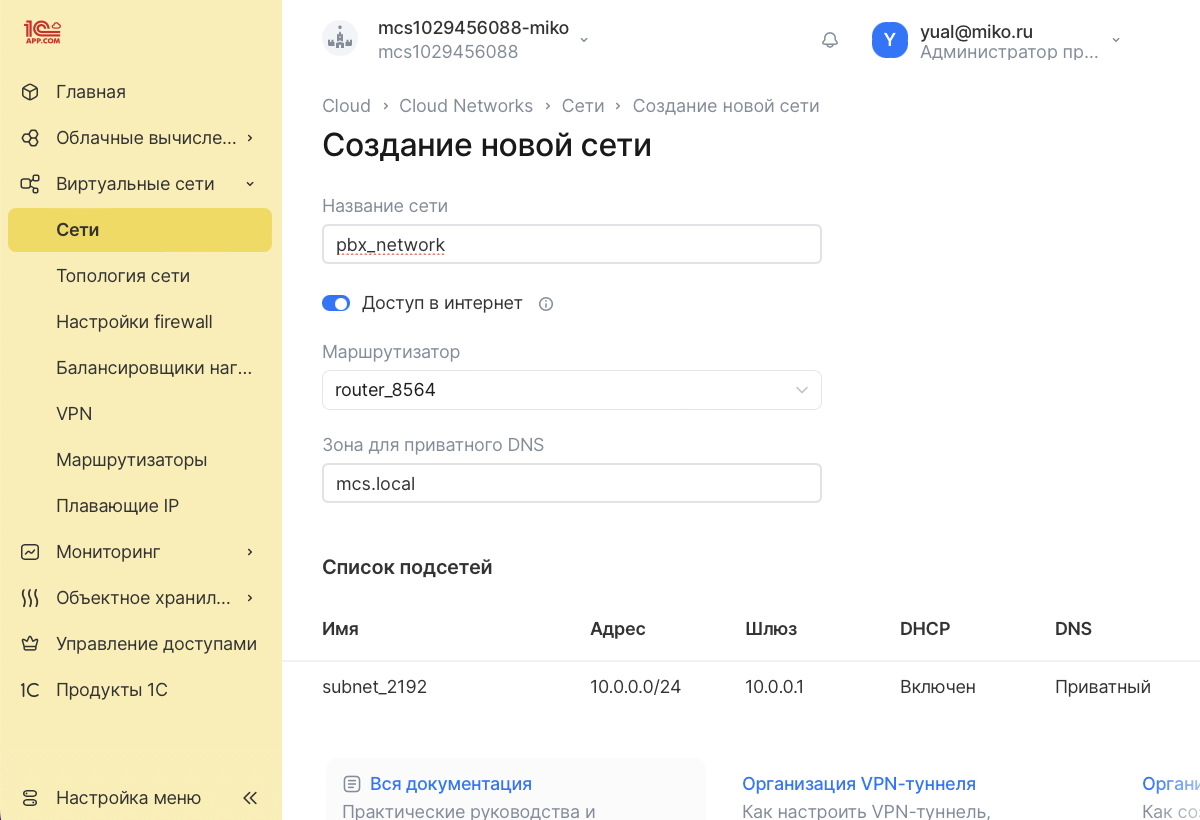 1C
APP.COM
Главная
Облачные вычисле...
Виртуальные сети
Сети
Топология сети
Настройки firewall
Балансировщики наг...
VPN
Маршрутизаторы
Плавающие IP
Мониторинг
Объектное хранил...
Управление доступами
1C Продукты 1С
Настройка меню
mcs1029456088-miko
mcs1029456088
Y
yual@miko.ru
Администратор пр...
Cloud › Cloud Networks › Сети › Создание новой сети
Создание новой сети
Название сети
pbx_network
Доступ в интернет
Маршрутизатор
router_8564
Зона для приватного DNS
mcs.local
Список подсетей
Имя Адрес Шлюз DHCP DNS
subnet_2192 10.0.0.0/24 10.0.0.1 Включен Приватный
Вся документация
Практические руководства и
Организация VPN-туннеля
Как настроить VPN-туннель,
Органи
Как со